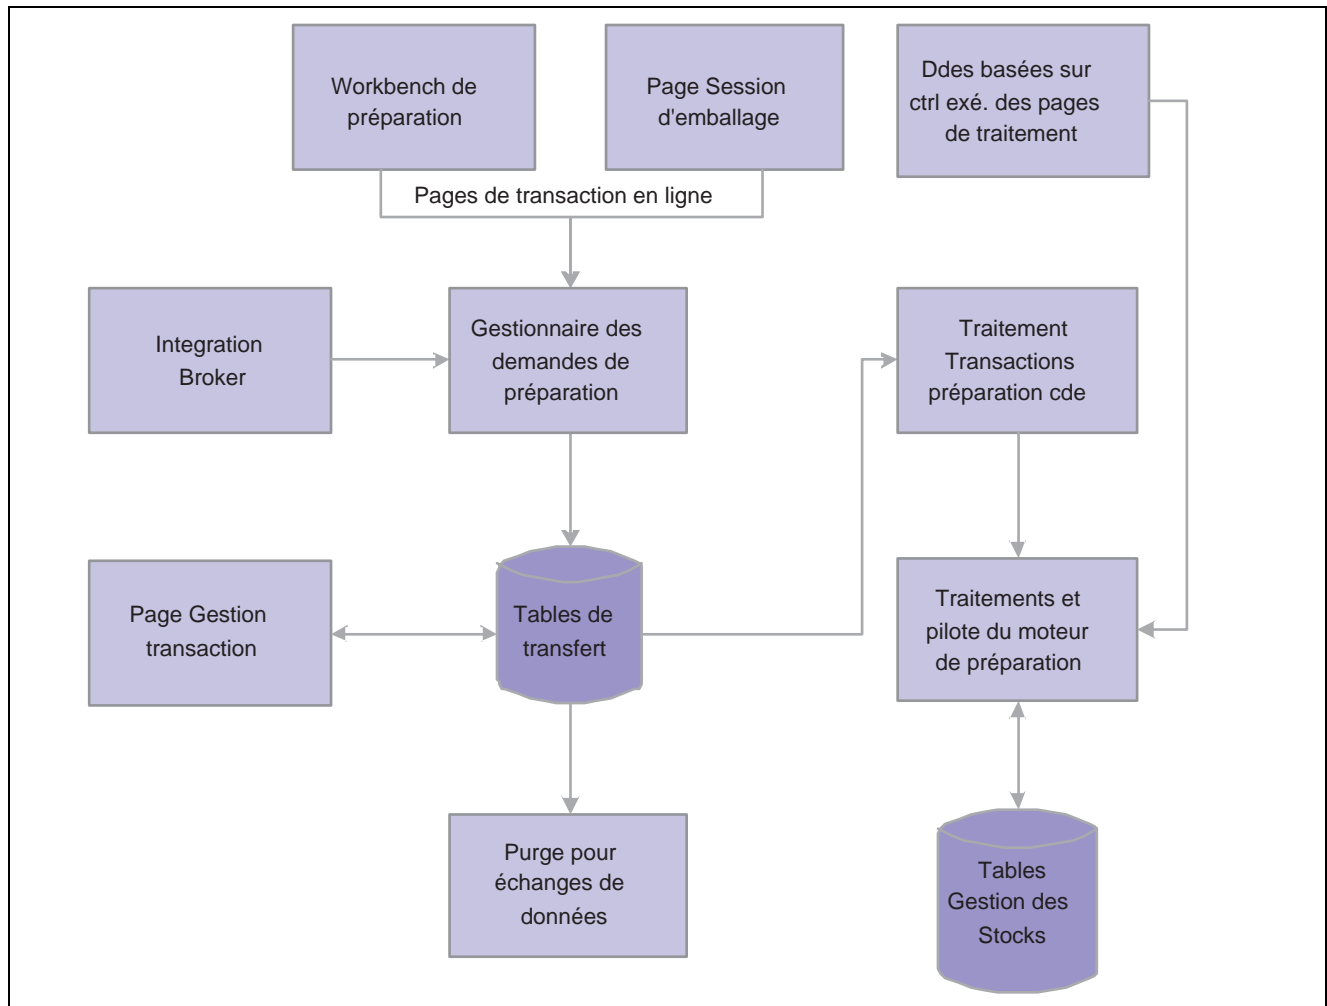 Workbench de
préparation
Page Session
d'emballage
Ddes basées sur
ctrl exé. des pages
de traitement
Pages de transaction en ligne
Integration
Broker
Gestionnaire des
demandes de
préparation
Traitement
Transactions
préparation cde
Page Gestion
transaction
Tables de
transfert
Traitements et
pilote du moteur
de préparation
Purge pour
échanges de
données
Tables
Gestion des
Stocks